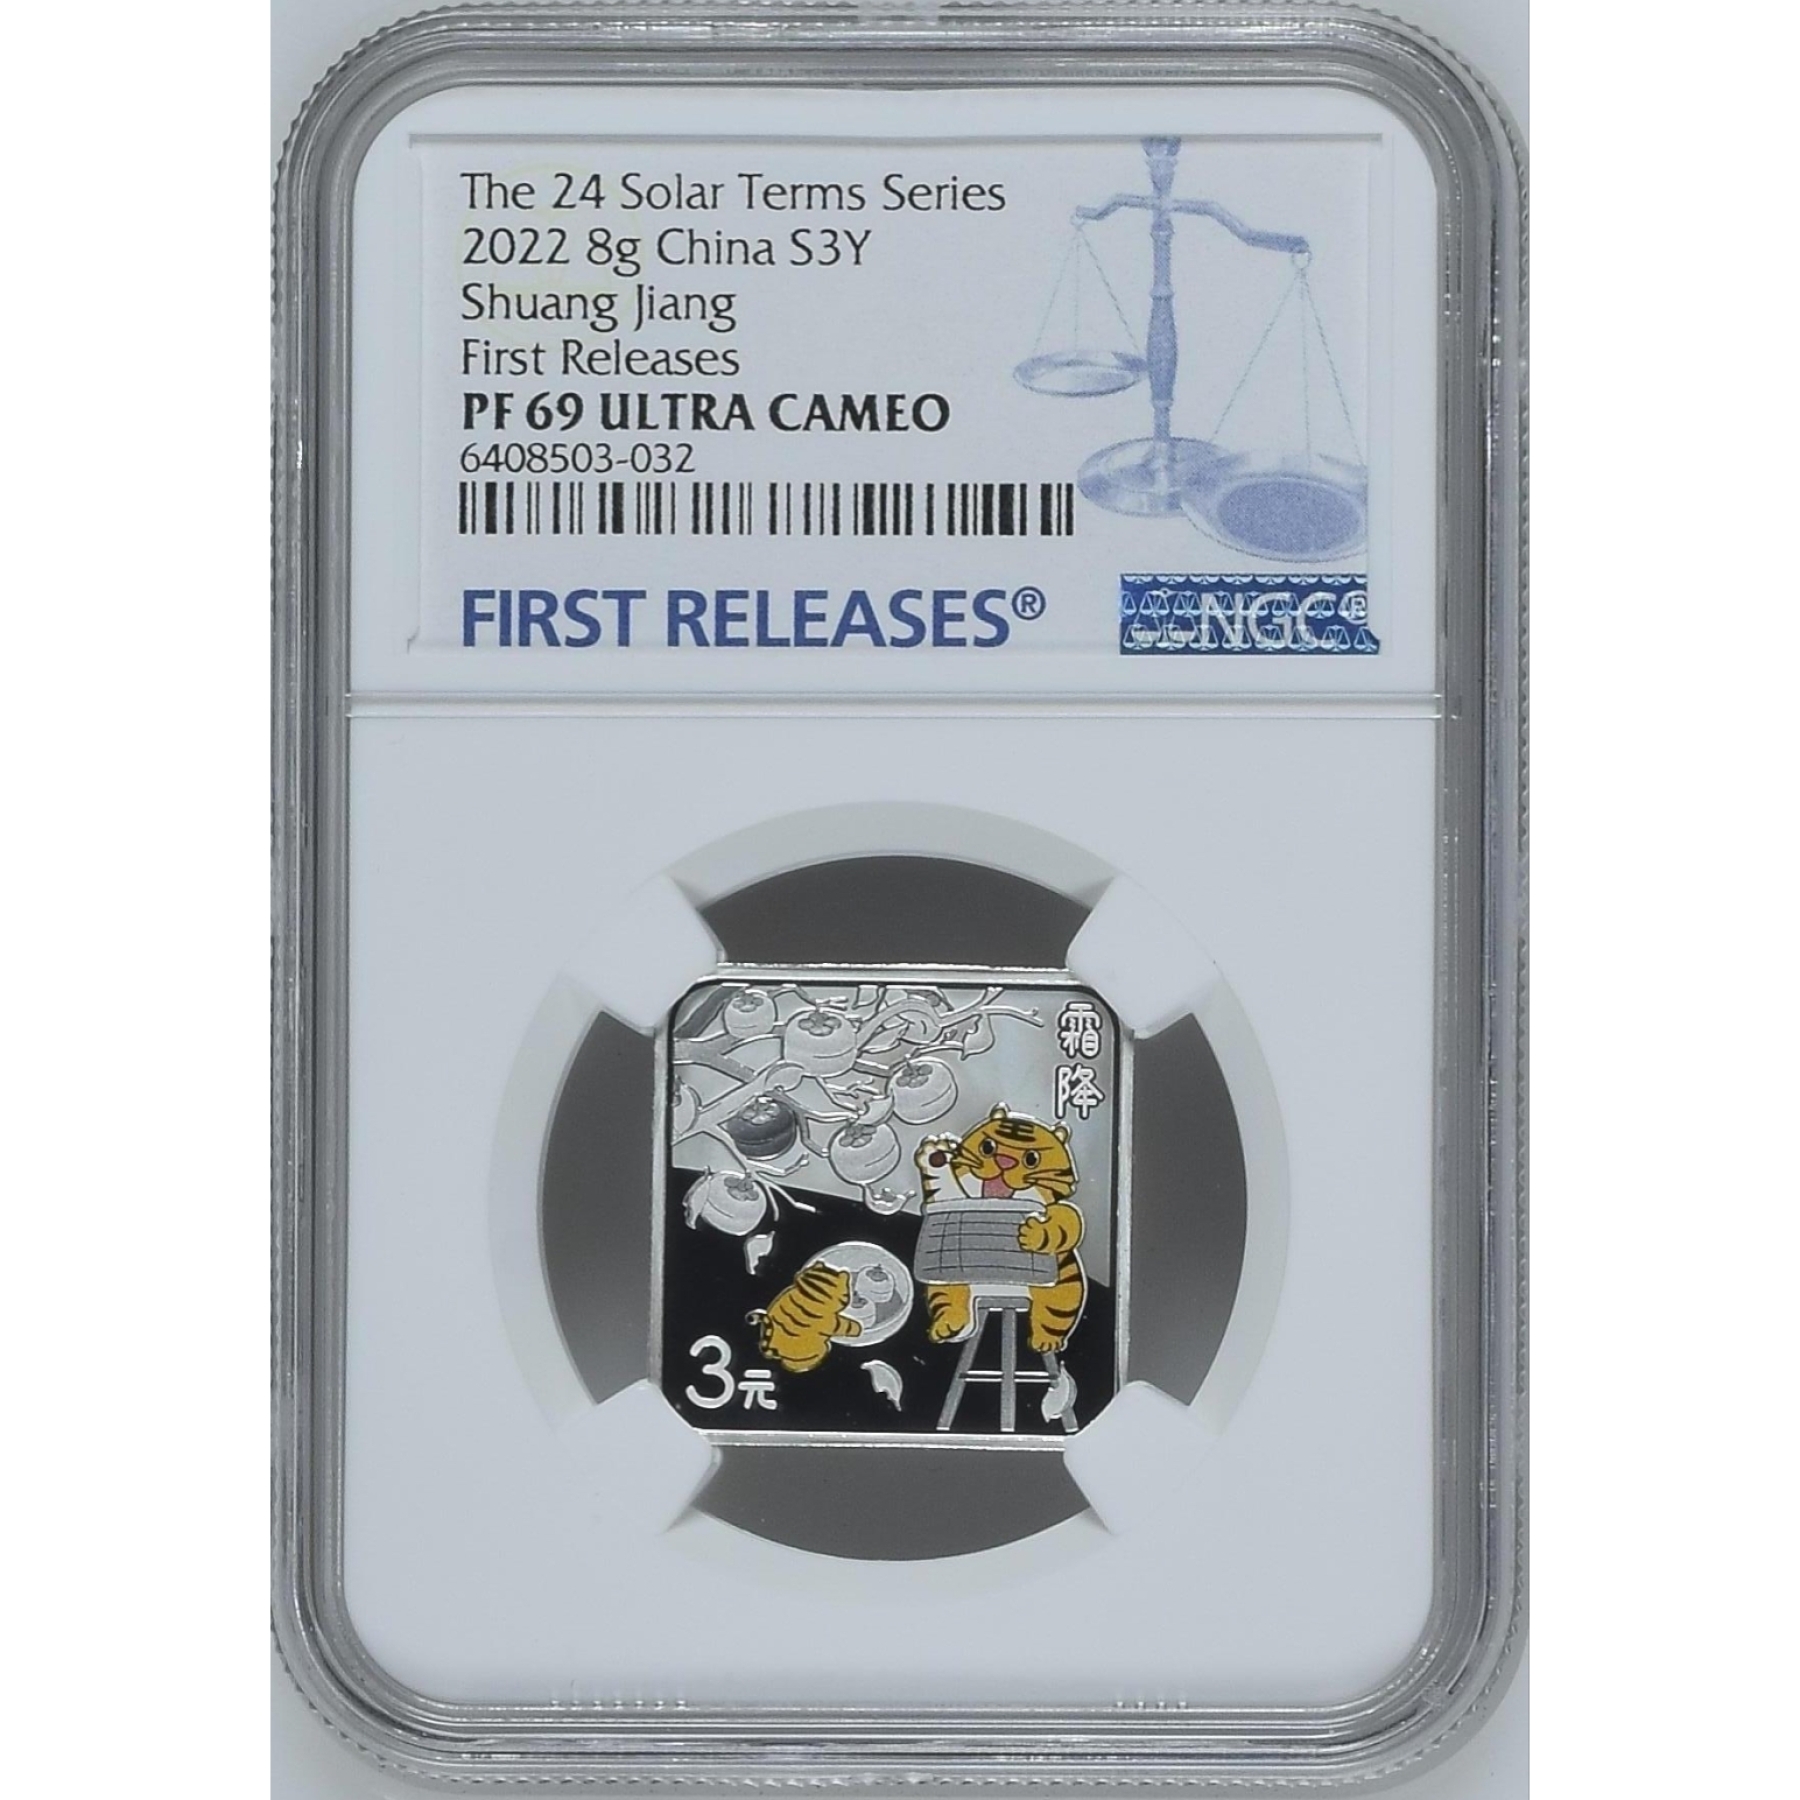 The 24 Solar Terms Series
2022 8g China S3Y
Shuang Jiang
First Releases
PF 69 ULTRA CAMEO
6408503-032
FIRST RELEASES®
NGC®
霜降
3元